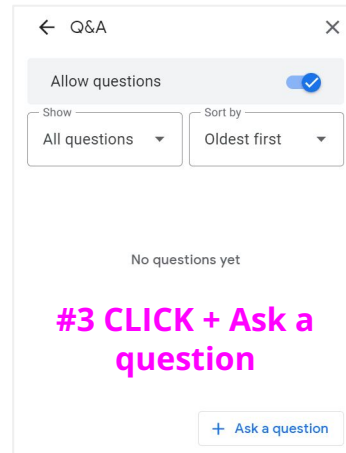 Q&A
Allow questions
Show
Sort by
All questions
Oldest first
No questions yet
#3 CLICK + Ask a
question
+ Ask a question